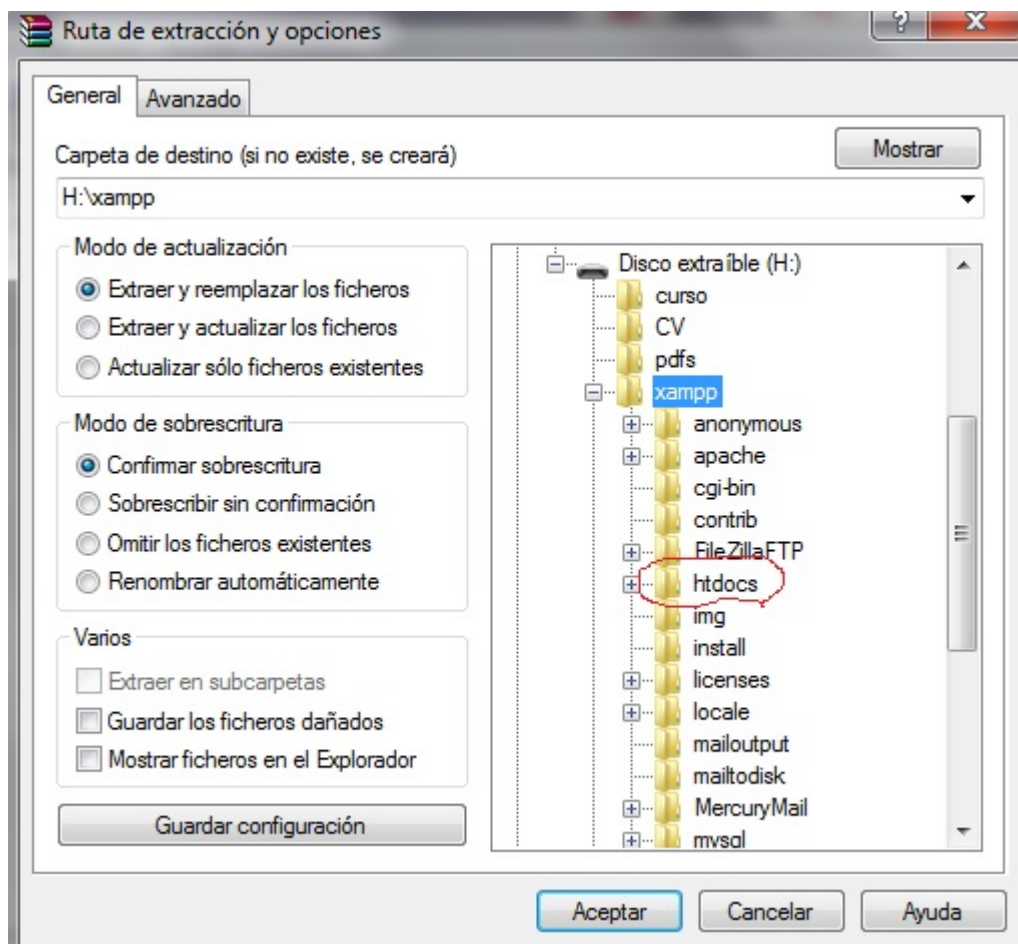 Ruta de extracción y opciones
General
Avanzado
Carpeta de destino (si no existe, se creará)
Mostrar
H:\xampp
Modo de actualización
Extraer y reemplazar los ficheros
Extraer y actualizar los ficheros
Actualizar sólo ficheros existentes
Modo de sobrescritura
Confirmar sobrescritura
Sobrescribir sin confirmación
Omitir los ficheros existentes
Renombrar automáticamente
Varios
Extraer en subcarpetas
Guardar los ficheros dañados
Mostrar ficheros en el Explorador
Guardar configuración
Disco extraíble (H:)
curso
CV
pdfs
xampp
anonymous
apache
cgi-bin
contrib
FileZillaFTP
htdocs
img
install
licenses
locale
mailoutput
mailtodisk
MercuryMail
mysql
Aceptar
Cancelar
Ayuda